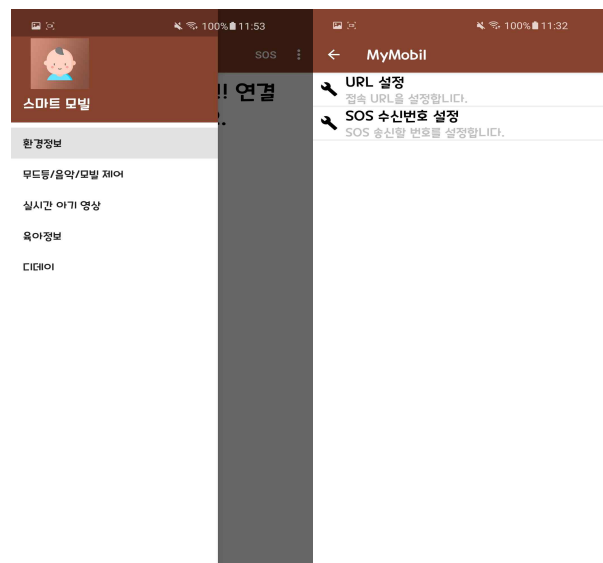 100% 11:53
SOS
!! 연결
.
스마트 모빌
환경정보
무드등/음악/모빌 제어
실시간 아기 영상
육아정보
디데이
100% 11:32
MyMobil
URL 설정
접속 URL을 설정합니다.
SOS 수신번호 설정
SOS 송신할 번호를 설정합니다.